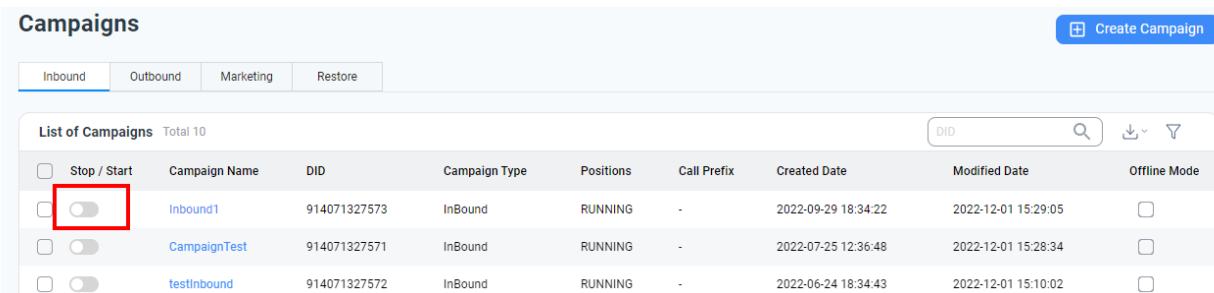 Campaigns
Create Campaign
Inbound Outbound Marketing Restore
List of Campaigns Total 10 DID
Stop / Start Campaign Name DID Campaign Type Positions Call Prefix Created Date Modified Date Offline Mode
Inbound1 914071327573 InBound RUNNING - 2022-09-29 18:34:22 2022-12-01 15:29:05
CampaignTest 914071327571 InBound RUNNING - 2022-07-25 12:36:48 2022-12-01 15:28:34
testInbound 914071327572 InBound RUNNING - 2022-06-24 18:34:43 2022-12-01 15:10:02